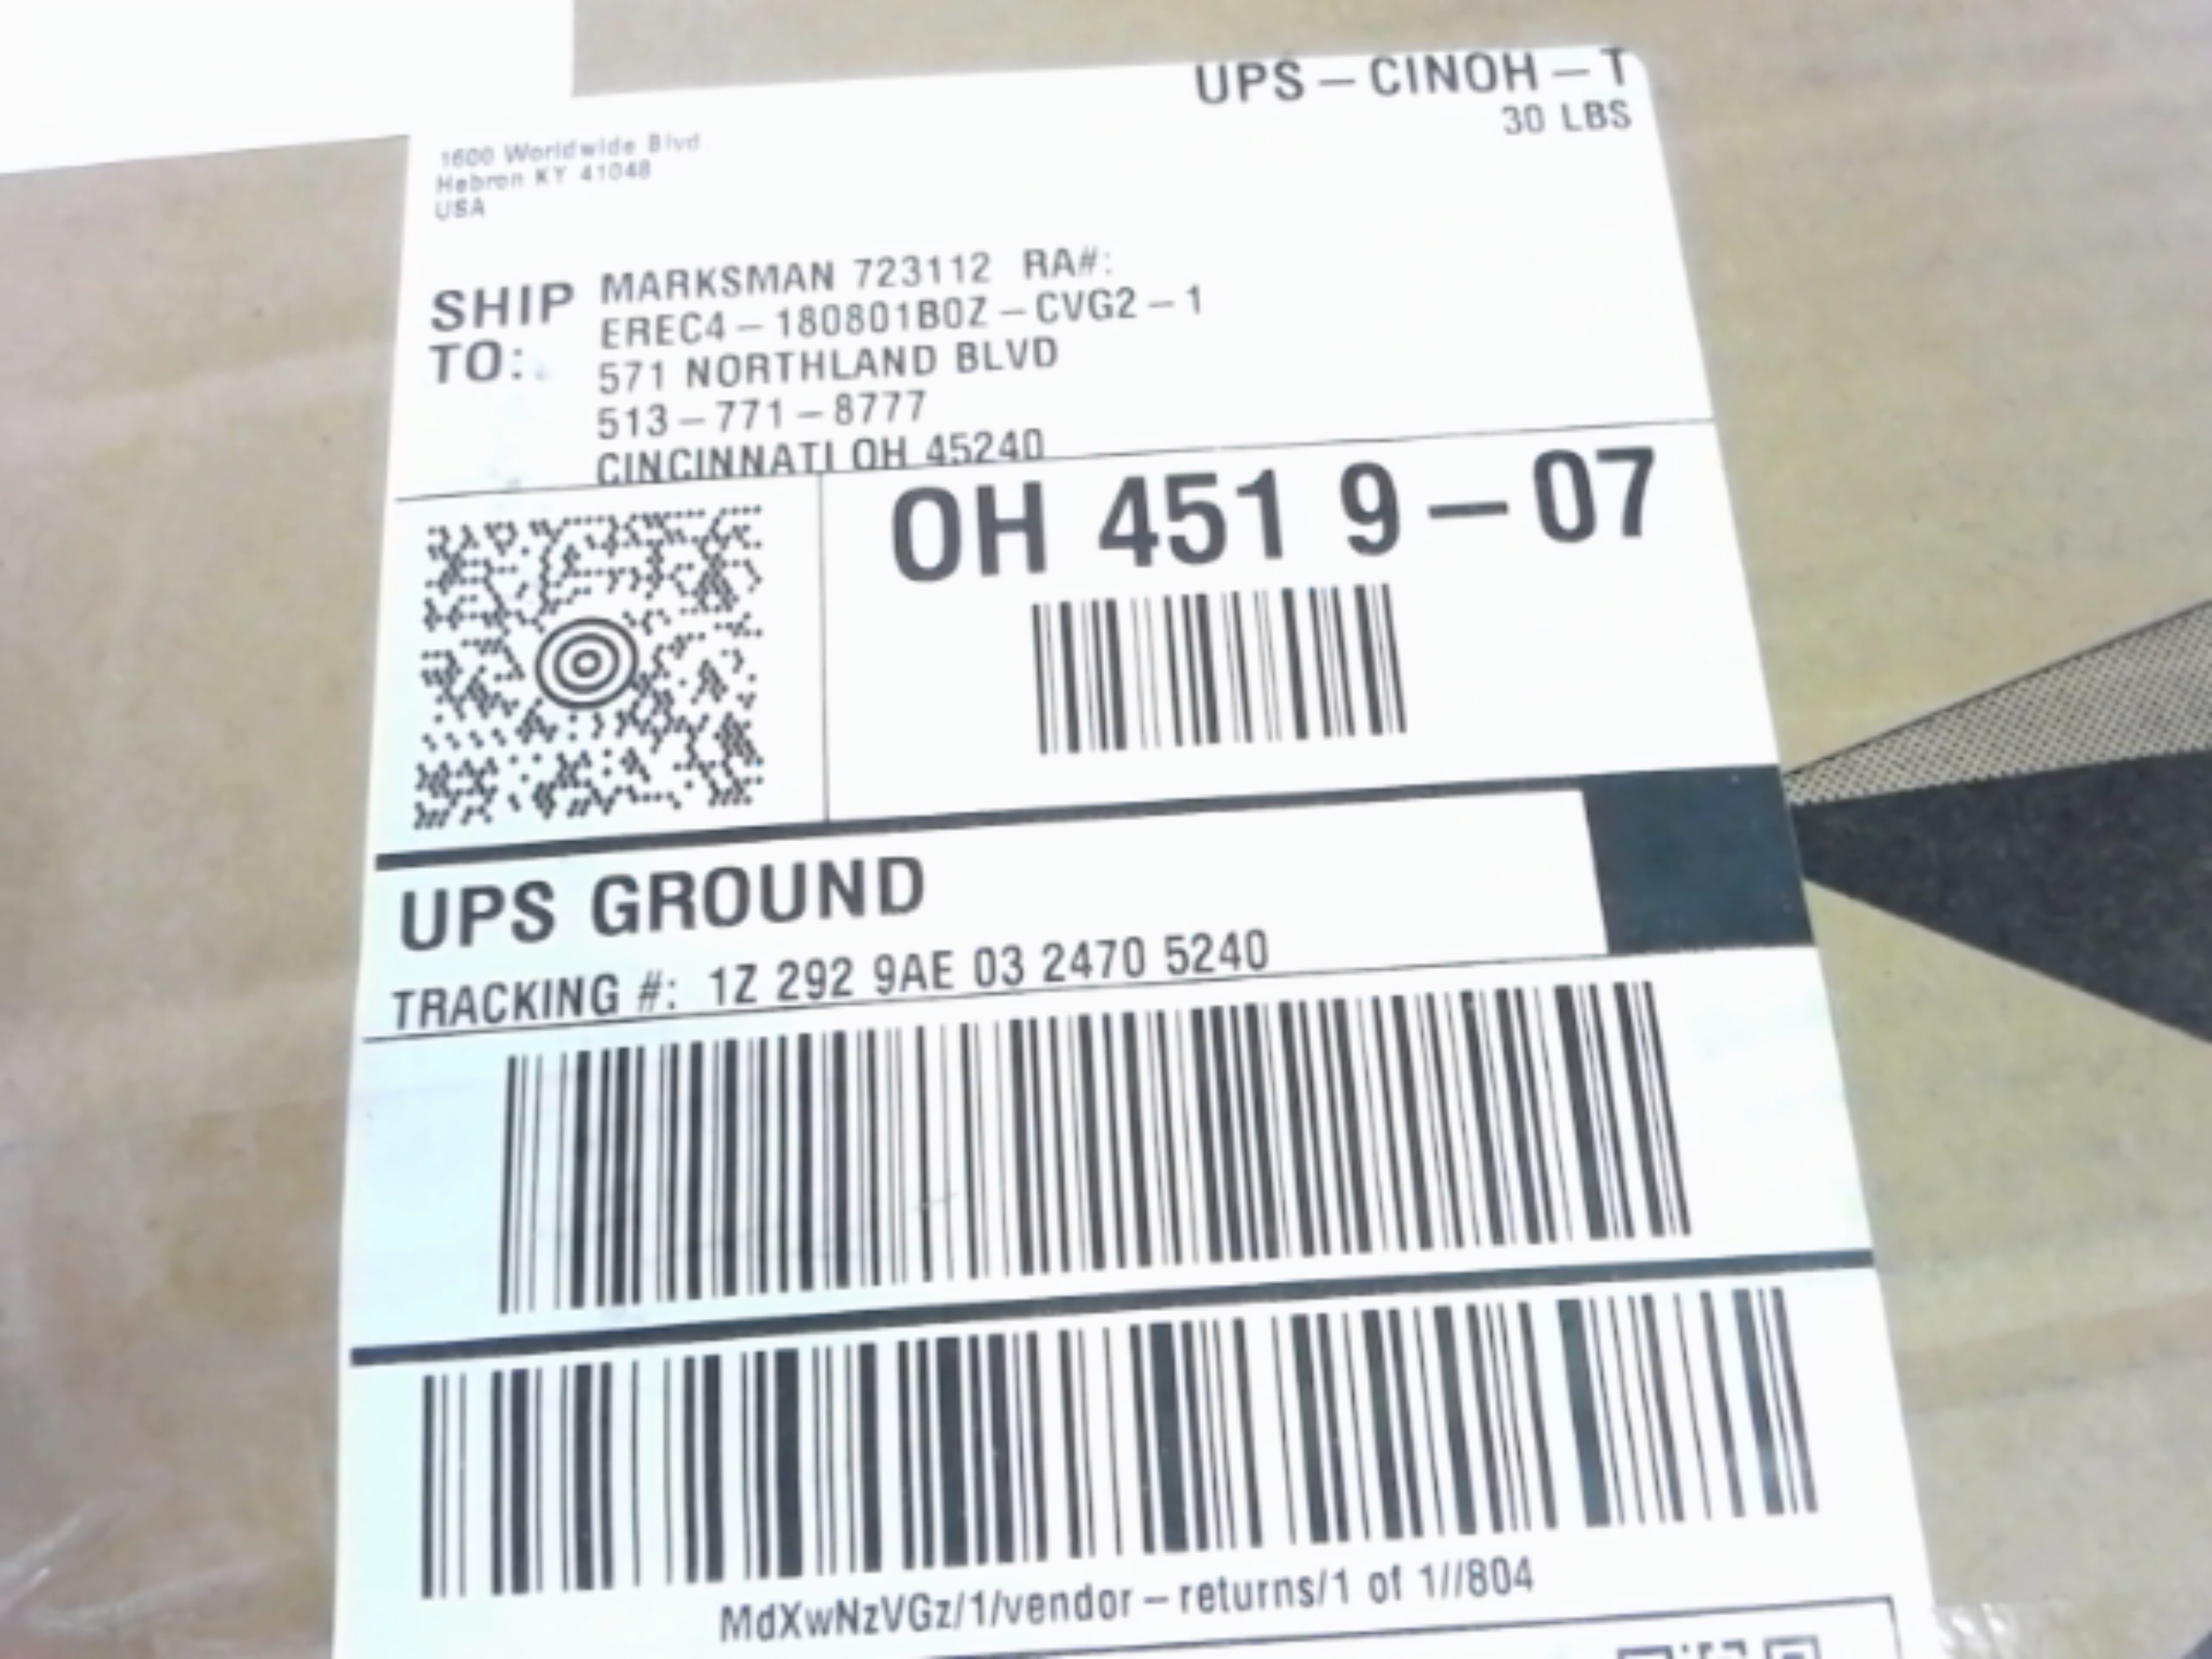 UPS – CINOH – T
30 LBS
1600 Worldwide Blvd
Hebron KY 41048
USA
SHIP TO:
MARKSMAN 723112 RA#:
EREC4 – 180801B0Z – CVG2 – 1
571 NORTHLAND BLVD
513 – 771 – 8777
CINCINNATI OH 45240
OH 451 9 – 07
UPS GROUND
TRACKING #: 1Z 292 9AE 03 2470 5240
MdXwNzVGz/1/vendor – returns/1 of 1//804